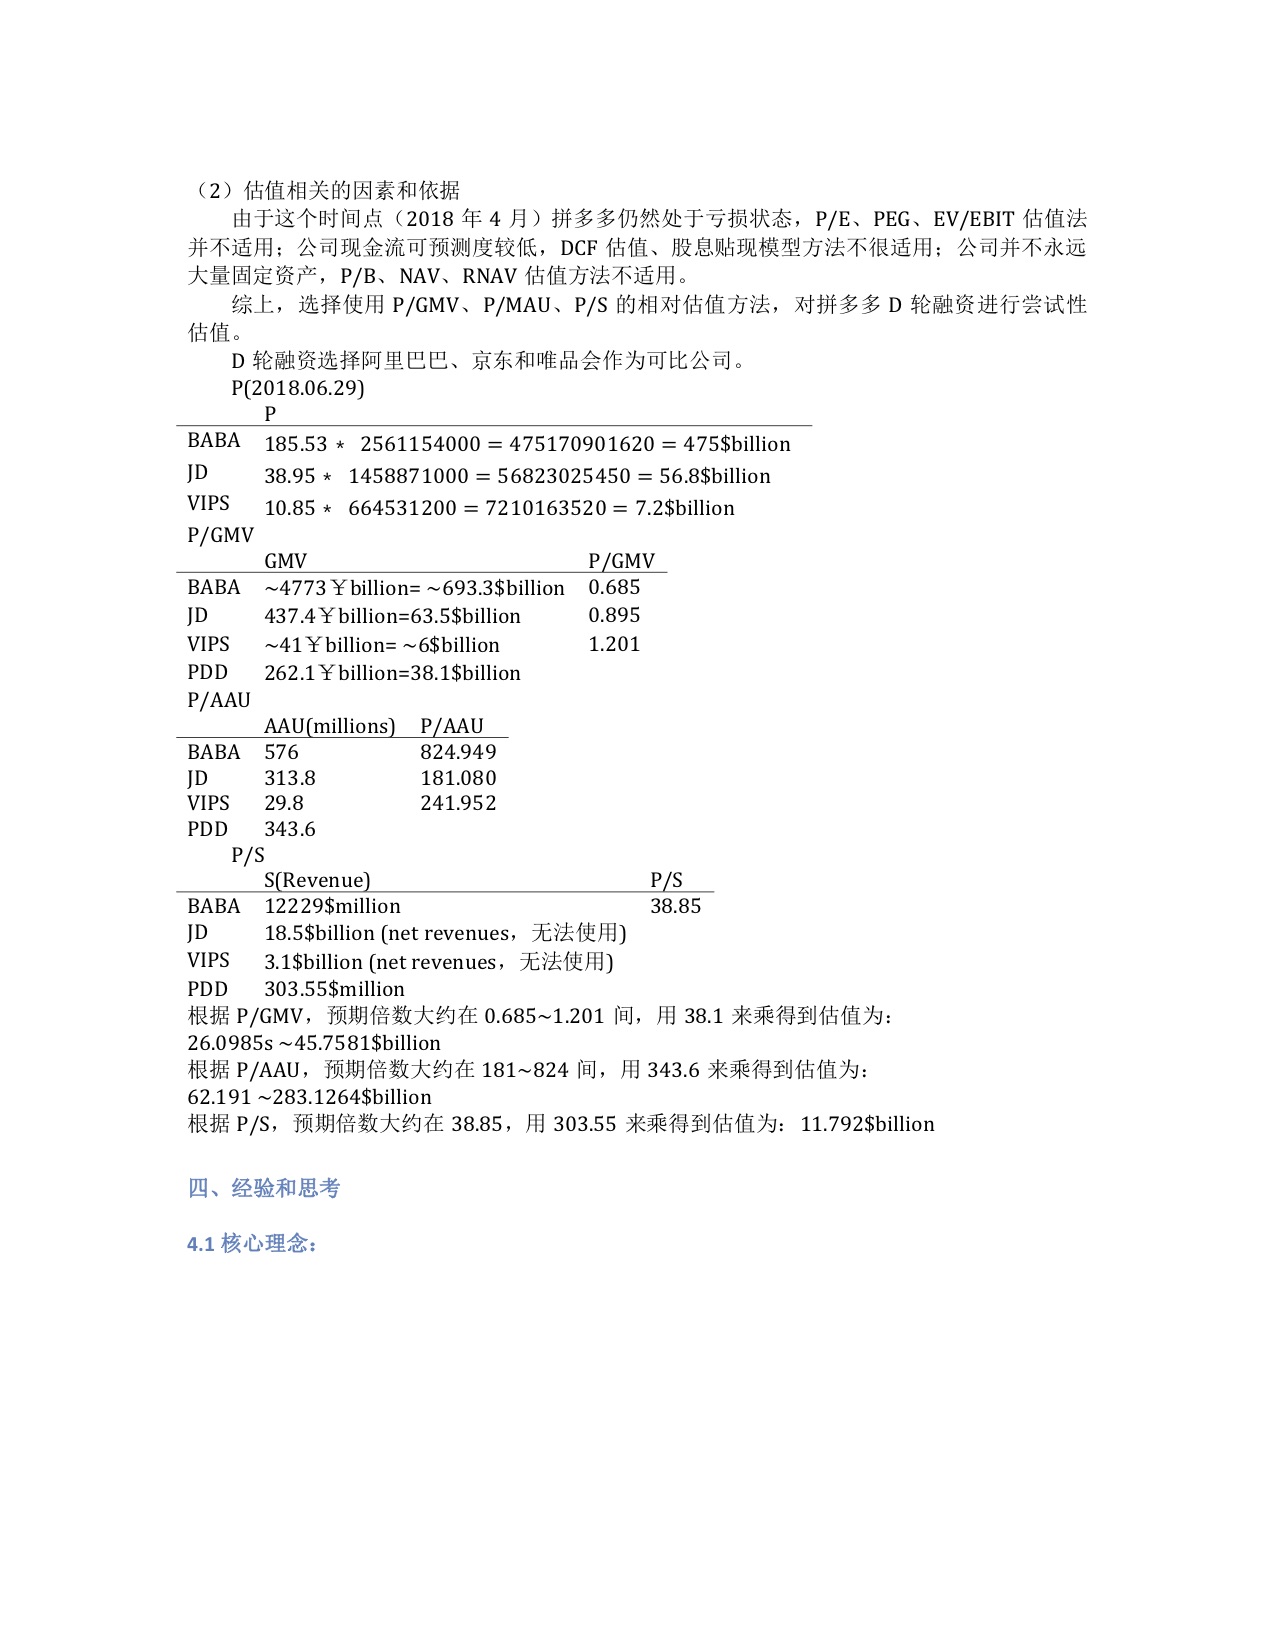 （2）估值相关的因素和依据
由于这个时间点（2018 年 4 月）拼多多仍然处于亏损状态，P/E、PEG、EV/EBIT 估值法
并不适用；公司现金流可预测度较低，DCF 估值、股息贴现模型方法不很适用；公司并不永远
大量固定资产，P/B、NAV、RNAV 估值方法不适用。
综上，选择使用 P/GMV、P/MAU、P/S 的相对估值方法，对拼多多 D 轮融资进行尝试性
估值。
D 轮融资选择阿里巴巴、京东和唯品会作为可比公司。
P(2018.06.29)
P
BABA 185.53 * 2561154000 = 475170901620 = 475$billion
JD 38.95 * 1458871000 = 56823025450 = 56.8$billion
VIPS 10.85 * 664531200 = 7210163520 = 7.2$billion
P/GMV
GMV P/GMV
BABA ~4773￥billion= ~693.3$billion 0.685
JD 437.4￥billion=63.5$billion 0.895
VIPS ~41￥billion= ~6$billion 1.201
PDD 262.1￥billion=38.1$billion
P/AAU
AAU(millions) P/AAU
BABA 576 824.949
JD 313.8 181.080
VIPS 29.8 241.952
PDD 343.6
P/S
S(Revenue) P/S
BABA 12229$million 38.85
JD 18.5$billion (net revenues，无法使用)
VIPS 3.1$billion (net revenues，无法使用)
PDD 303.55$million
根据 P/GMV，预期倍数大约在 0.685~1.201 间，用 38.1 来乘得到估值为：
26.0985s ~45.7581$billion
根据 P/AAU，预期倍数大约在 181~824 间，用 343.6 来乘得到估值为：
62.191 ~283.1264$billion
根据 P/S，预期倍数大约在 38.85，用 303.55 来乘得到估值为：11.792$billion
四、经验和思考
4.1 核心理念：